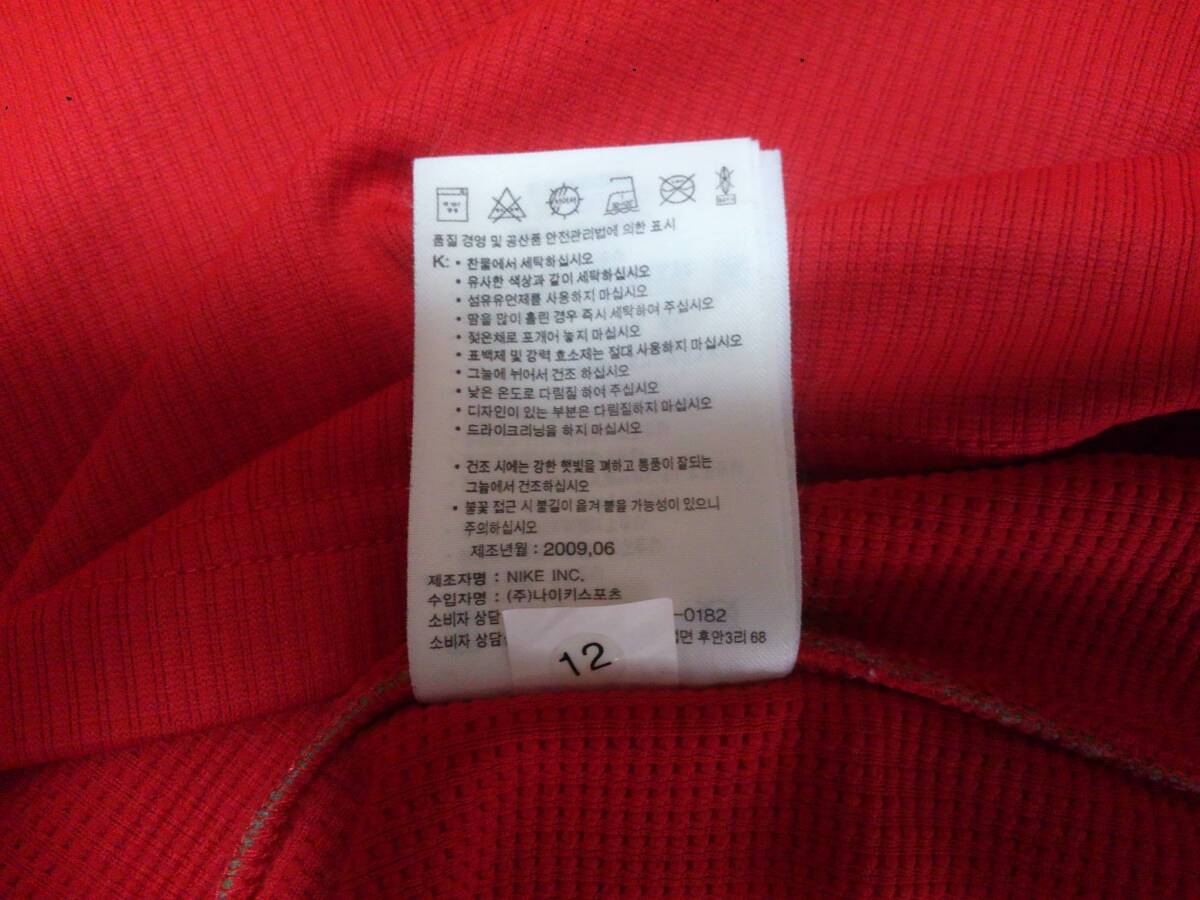 품질 경영 및 공산품 안전관리법에 의한 표시
K: • 찬물에서 세탁하십시오
• 유사한 색상과 같이 세탁하십시오
• 섬유유연제를 사용하지 마십시오
• 땀을 많이 흘린 경우 즉시 세탁하여 주십시오
• 젖은채로 포개어 놓지 마십시오
• 표백제 및 강력 효소제는 절대 사용하지 마십시오
• 그늘에 뉘어서 건조 하십시오
• 낮은 온도로 다림질 하여 주십시오
• 디자인이 있는 부분은 다림질하지 마십시오
• 드라이크리닝을 하지 마십시오
• 건조 시에는 강한 햇빛을 펴하고 통풍이 잘되는
그늘에서 건조하십시오
• 불꽃 접근 시 불길이 옮겨 붙을 가능성이 있으니
주의하십시오
제조년월 : 2009,06
제조자명 : NIKE INC.
수입자명 : (주)나이키스포츠
소비자 상담 -0182
소비자 상담 면 후안3리 68
12